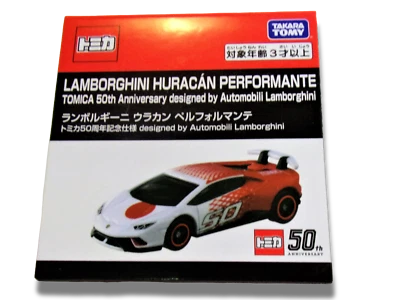 トミカ
TAKARA TOMY
たいしょうねんれい さいいじょう
対象年齢3才以上
LAMBORGHINI HURACÁN PERFORMANTE
TOMICA 50th Anniversary designed by Automobili Lamborghini
ランボルギーニ ウラカン ペルフォルマンテ
トミカ50周年記念仕様 designed by Automobili Lamborghini
50
トミカ
50th
ANNIVERSARY